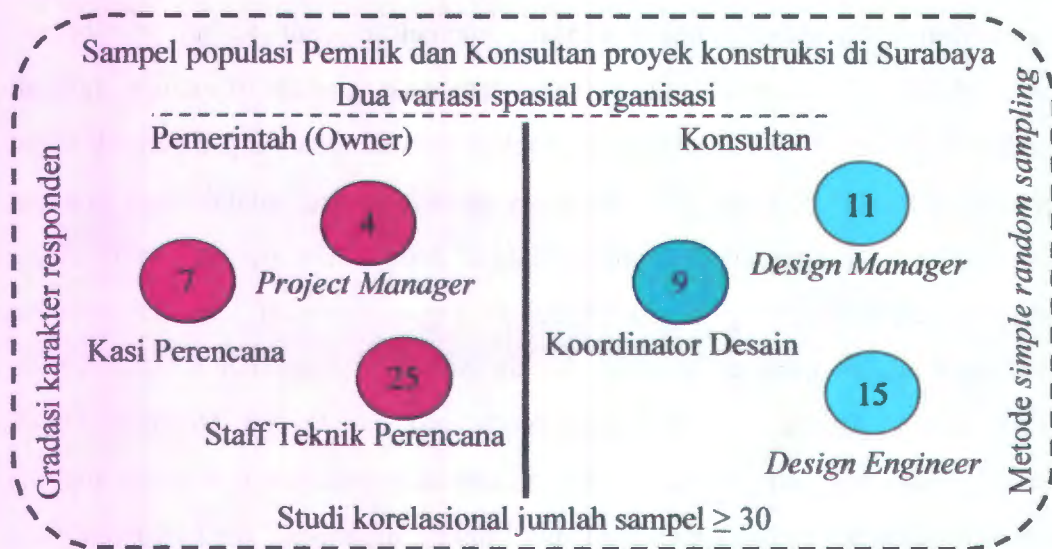 Sampel populasi Pemilik dan Konsultan proyek konstruksi di Surabaya
Dua variasi spasial organisasi
Pemerintah (Owner)
Konsultan
4
Project Manager
7
Kasi Perencana
25
Staff Teknik Perencana
11
Design Manager
9
Koordinator Desain
15
Design Engineer
Studi korelasional jumlah sampel ≥ 30
Gradasi karakter responden
Metode simple random sampling